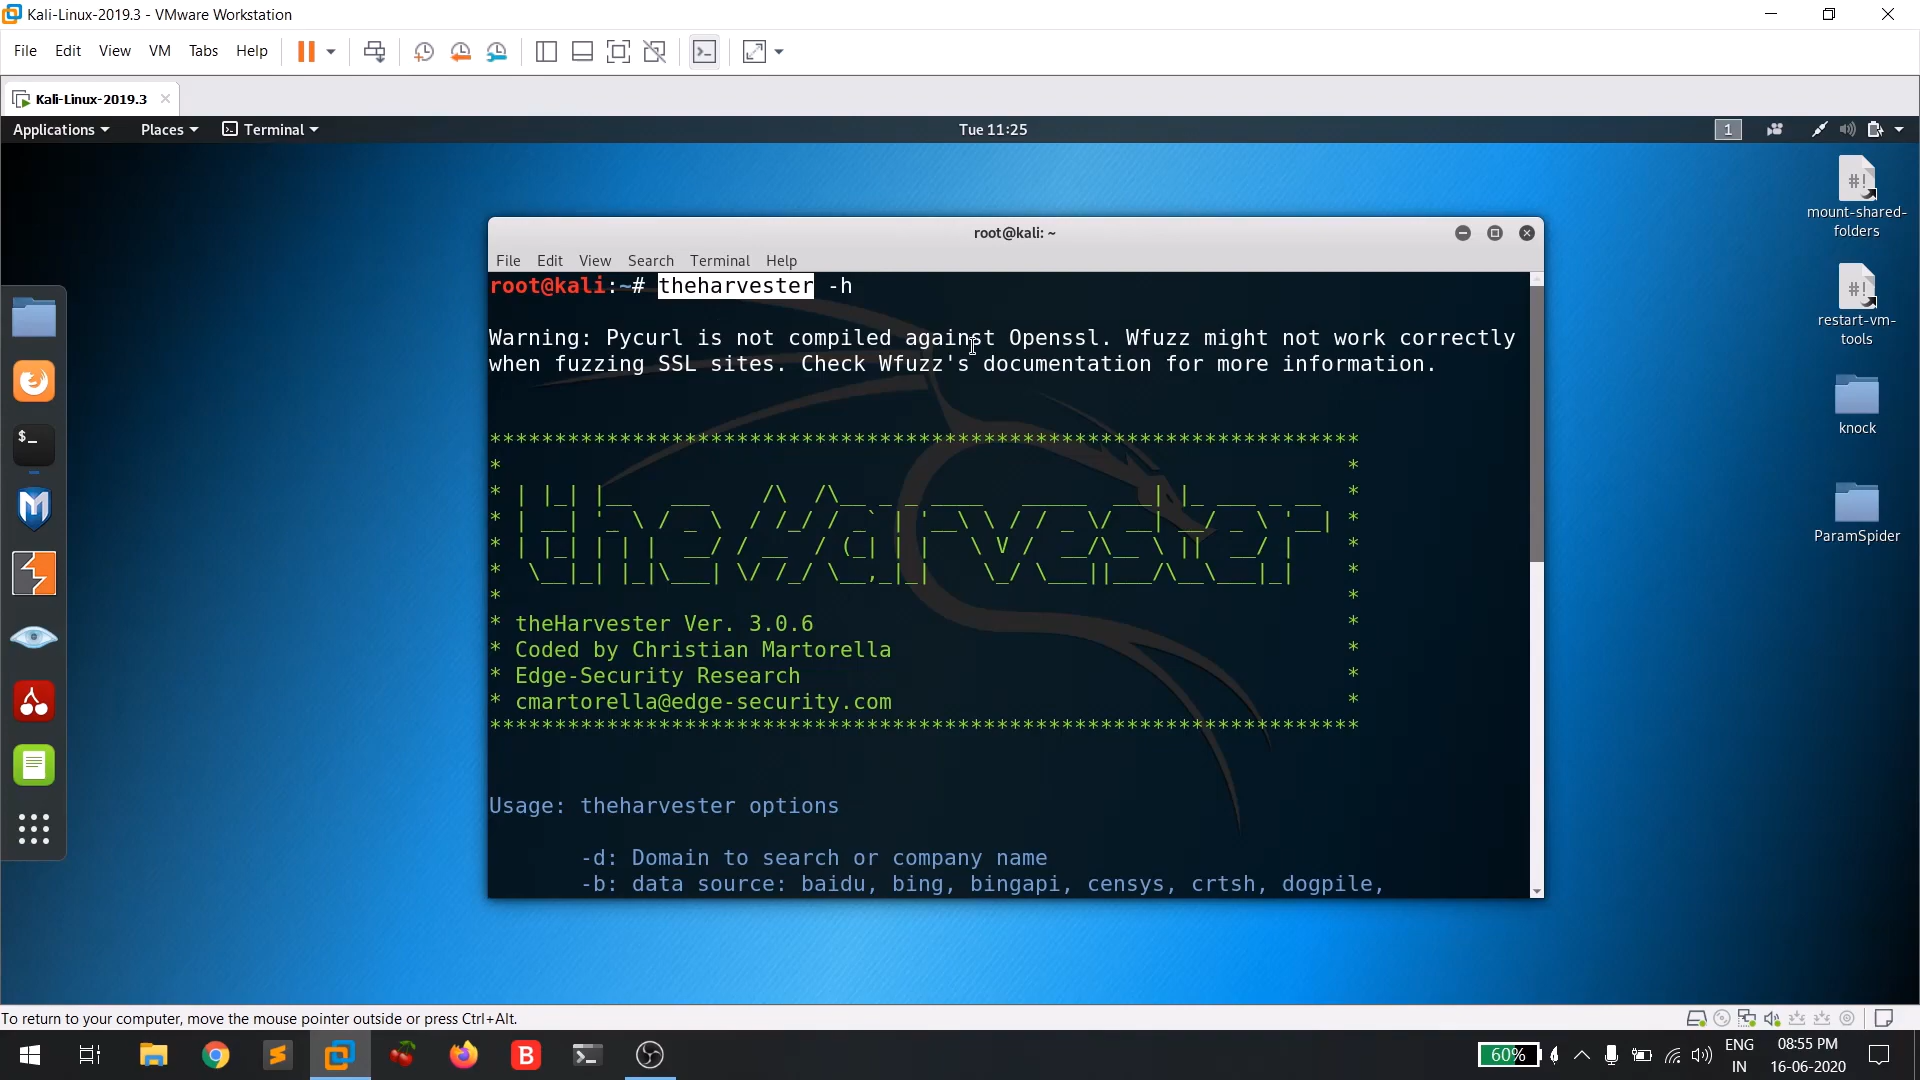 Kali-Linux-2019.3 - VMware Workstation
File Edit View VM Tabs Help
Kali-Linux-2019.3
Applications Places Terminal Tue 11:25 1
mount-shared-folders
restart-vm-tools
knock
ParamSpider
root@kali: ~
File Edit View Search Terminal Help
root@kali:~# theharvester -h
Warning: Pycurl is not compiled against Openssl. Wfuzz might not work correctly
when fuzzing SSL sites. Check Wfuzz's documentation for more information.
*******************************************************************
theHarvester
* theHarvester Ver. 3.0.6 *
* Coded by Christian Martorella *
* Edge-Security Research *
* cmartorella@edge-security.com *
*******************************************************************
Usage: theharvester options
-d: Domain to search or company name
-b: data source: baidu, bing, bingapi, censys, crtsh, dogpile,
To return to your computer, move the mouse pointer outside or press Ctrl+Alt.
60% ENG 08:55 PM
IN 16-06-2020